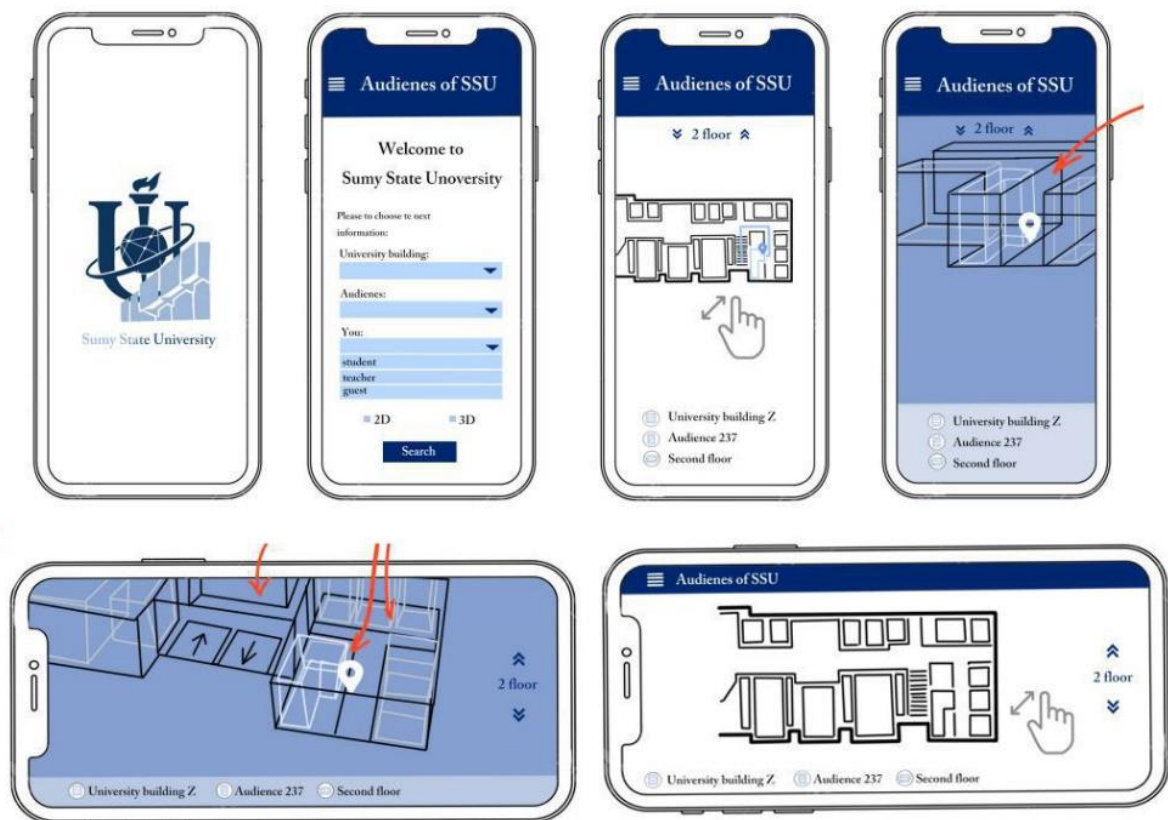 Sumy State University
Audienes of SSU
Welcome to
Sumy State Unoversity
Please to choose te next
information:
University building:
Audienes:
You:
student
teacher
guest
2D 3D
Search
Audienes of SSU
2 floor
University building Z
Audience 237
Second floor
Audienes of SSU
2 floor
University building Z
Audience 237
Second floor
2 floor
University building Z Audience 237 Second floor
Audienes of SSU
2 floor
University building Z Audience 237 Second floor